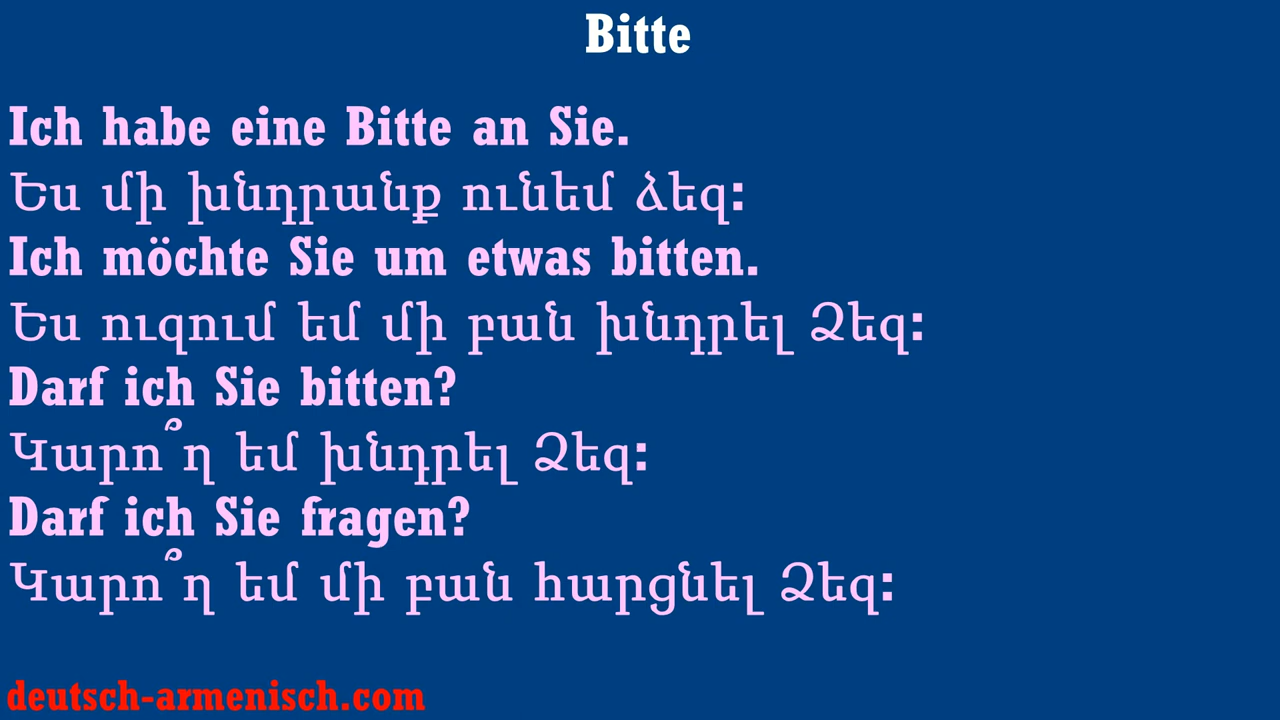 Bitte
Ich habe eine Bitte an Sie.
Ես մի խնդրանք ունեմ ձեզ:
Ich möchte Sie um etwas bitten.
Ես ուզում եմ մի բան խնդրել Ձեզ:
Darf ich Sie bitten?
Կարո՞ղ եմ խնդրել Ձեզ:
Darf ich Sie fragen?
Կարո՞ղ եմ մի բան հարցնել Ձեզ:
deutsch-armenisch.com